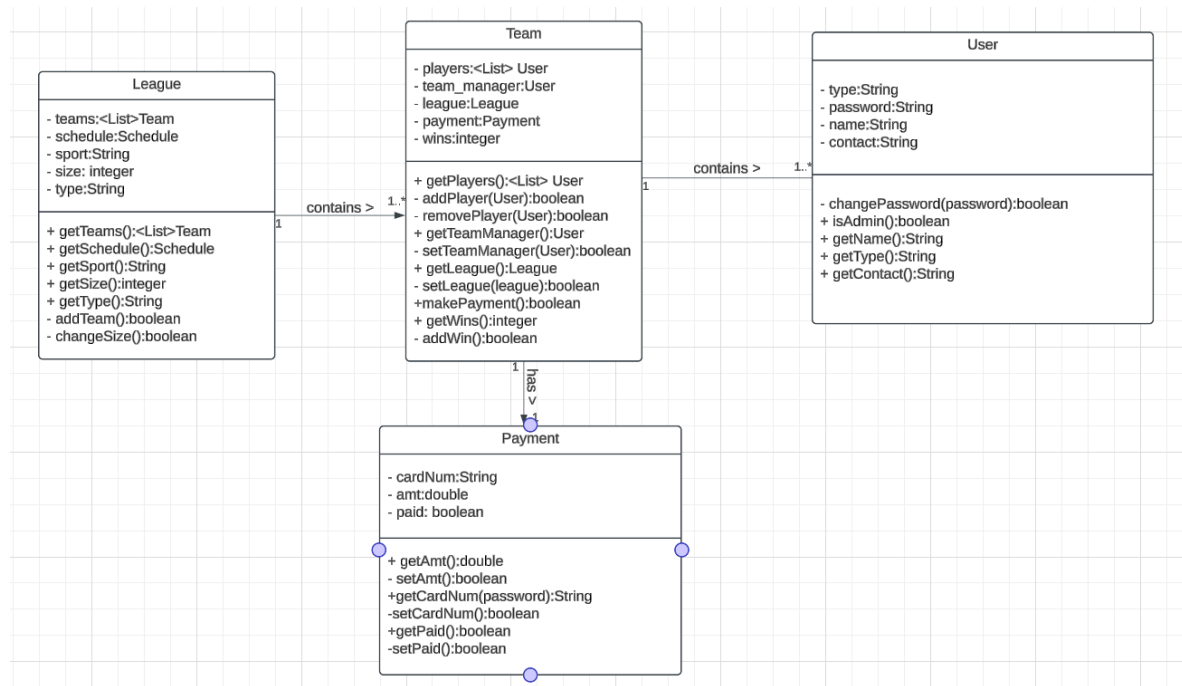 League
- teams:<List>Team
- schedule:Schedule
- sport:String
- size: integer
- type:String
+ getTeams():<List>Team
+ getSchedule():Schedule
+ getSport():String
+ getSize():integer
+ getType():String
- addTeam():boolean
- changeSize():boolean
contains >
1
1..*
Team
- players:<List> User
- team_manager:User
- league:League
- payment:Payment
- wins:integer
+ getPlayers():<List> User
- addPlayer(User):boolean
- removePlayer(User):boolean
+ getTeamManager():User
- setTeamManager(User):boolean
+ getLeague():League
- setLeague(league):boolean
+makePayment():boolean
+ getWins():integer
- addWin():boolean
contains >
1
1..*
User
- type:String
- password:String
- name:String
- contact:String
- changePassword(password):boolean
+ isAdmin():boolean
+ getName():String
+ getType():String
+ getContact():String
1
has >
1
Payment
- cardNum:String
- amt:double
- paid: boolean
+ getAmt():double
- setAmt():boolean
+getCardNum(password):String
-setCardNum():boolean
+getPaid():boolean
-setPaid():boolean